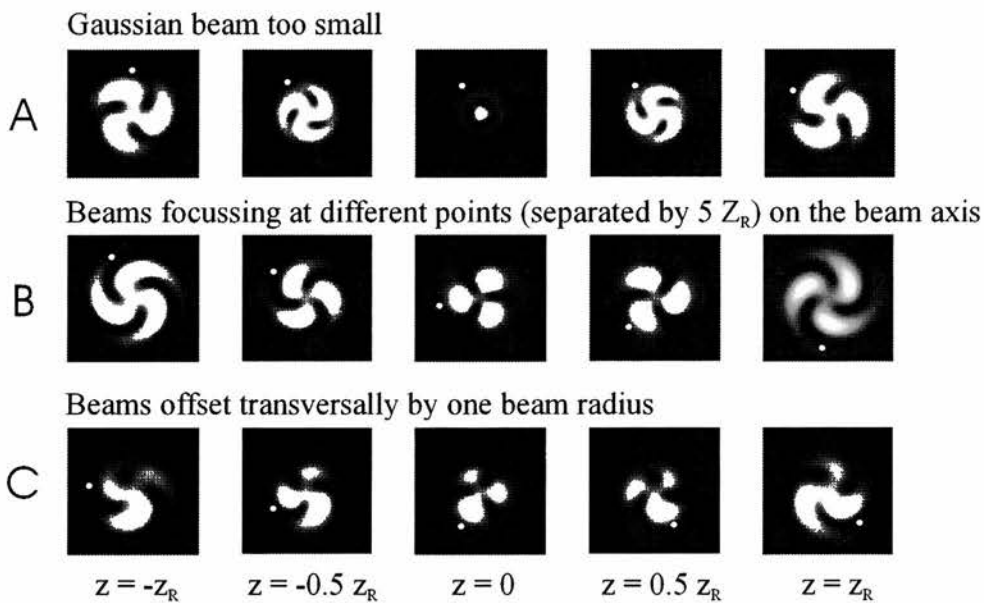 Gaussian beam too small
A
Beams focussing at different points (separated by 5 Z_R) on the beam axis
B
Beams offset transversally by one beam radius
C
z = -z_R z = -0.5 z_R z = 0 z = 0.5 z_R z = z_R